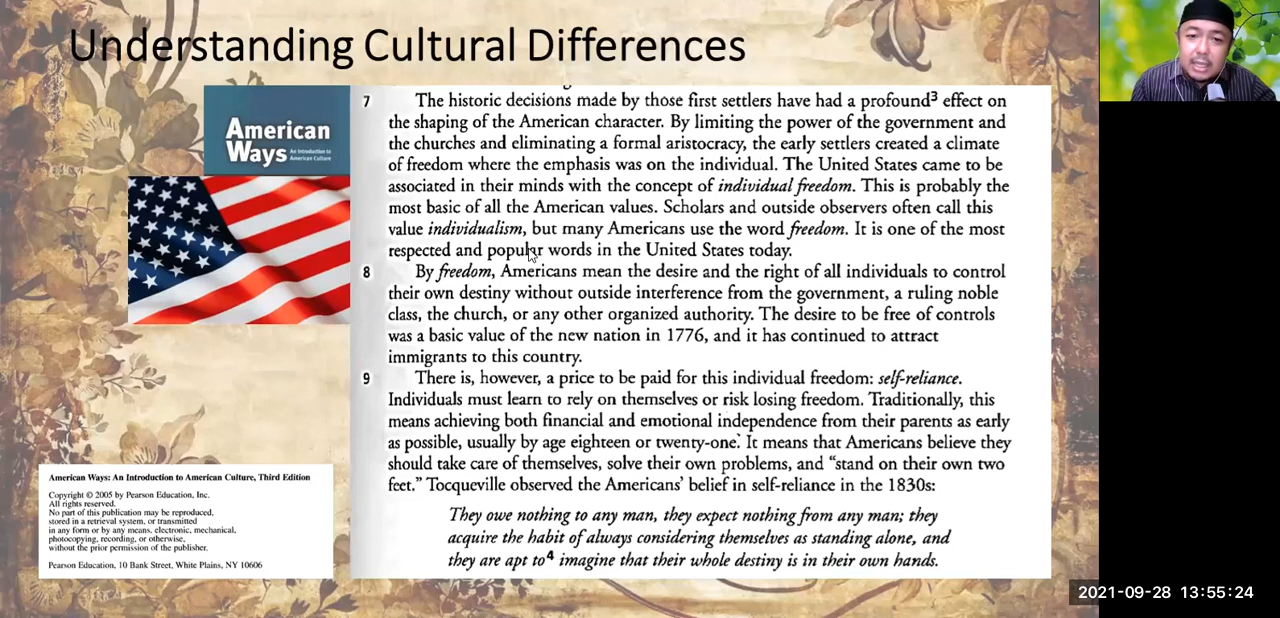 Understanding Cultural Differences
American
Ways
An Introduction to
American Culture
7 The historic decisions made by those first settlers have had a profound³ effect on
the shaping of the American character. By limiting the power of the government and
the churches and eliminating a formal aristocracy, the early settlers created a climate
of freedom where the emphasis was on the individual. The United States came to be
associated in their minds with the concept of individual freedom. This is probably the
most basic of all the American values. Scholars and outside observers often call this
value individualism, but many Americans use the word freedom. It is one of the most
respected and popular words in the United States today.
8 By freedom, Americans mean the desire and the right of all individuals to control
their own destiny without outside interference from the government, a ruling noble
class, the church, or any other organized authority. The desire to be free of controls
was a basic value of the new nation in 1776, and it has continued to attract
immigrants to this country.
9 There is, however, a price to be paid for this individual freedom: self-reliance.
Individuals must learn to rely on themselves or risk losing freedom. Traditionally, this
means achieving both financial and emotional independence from their parents as early
as possible, usually by age eighteen or twenty-one. It means that Americans believe they
should take care of themselves, solve their own problems, and “stand on their own two
feet.” Tocqueville observed the Americans’ belief in self-reliance in the 1830s:
They owe nothing to any man, they expect nothing from any man; they
acquire the habit of always considering themselves as standing alone, and
they are apt to⁴ imagine that their whole destiny is in their own hands.
American Ways: An Introduction to American Culture, Third Edition
Copyright © 2005 by Pearson Education, Inc.
All rights reserved.
No part of this publication may be reproduced,
stored in a retrieval system, or transmitted
in any form or by any means, electronic, mechanical,
photocopying, recording, or otherwise,
without the prior permission of the publisher.
Pearson Education, 10 Bank Street, White Plains, NY 10606
2021-09-28 13:55:24